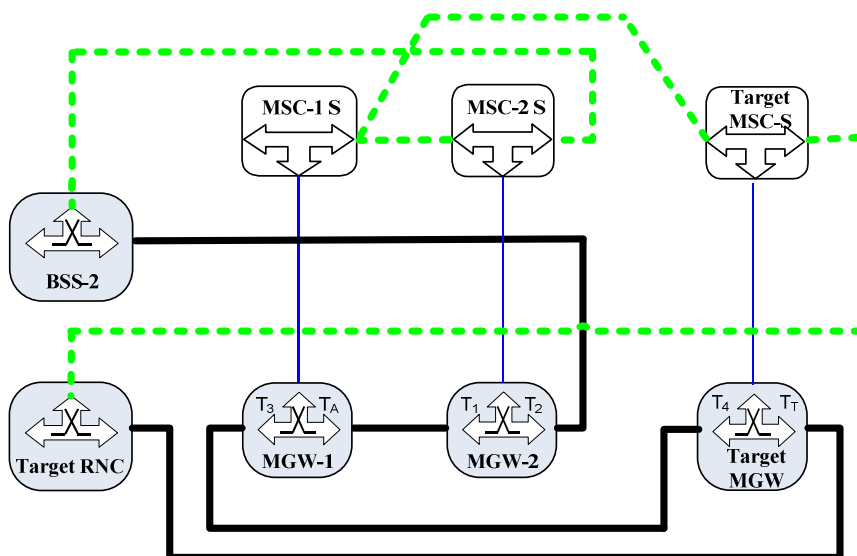 MSC-1 S
MSC-2 S
Target
MSC-S
BSS-2
T3
TA
T1
T2
T4
TT
Target RNC
MGW-1
MGW-2
Target
MGW